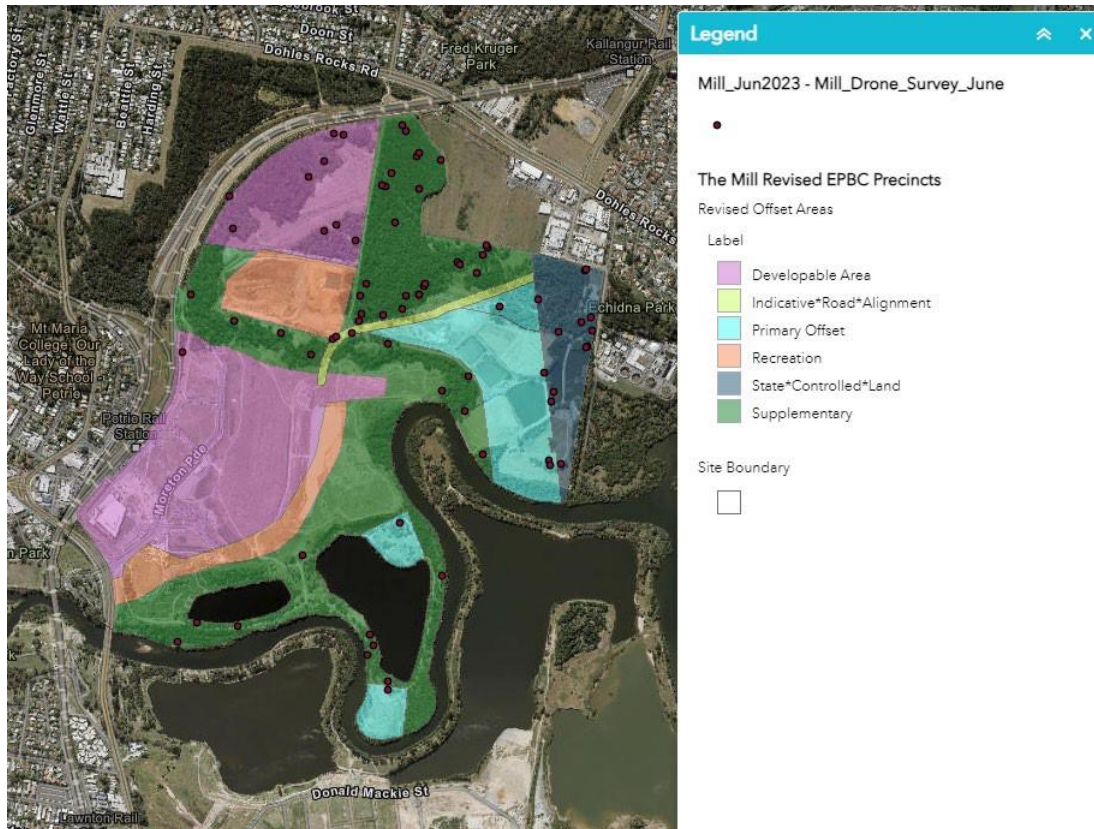 Doon St
Dohles Rocks Rd
Fred Kruger
Park
Kallangur Rail
Station
Glenmore St
Wattle St
Beattie St
Harding St
Dohles Rocks
Echidna Park
Mt Maria
College, Our
Lady of the
Way School -
Petrie
Petrie Rail
Station
Moreton Pde
Park
Donald Mackie St
Lawnton Rail
Legend
Mill_Jun2023 - Mill_Drone_Survey_June
The Mill Revised EPBC Precincts
Revised Offset Areas
Label
Developable Area
Indicative*Road*Alignment
Primary Offset
Recreation
State*Controlled*Land
Supplementary
Site Boundary